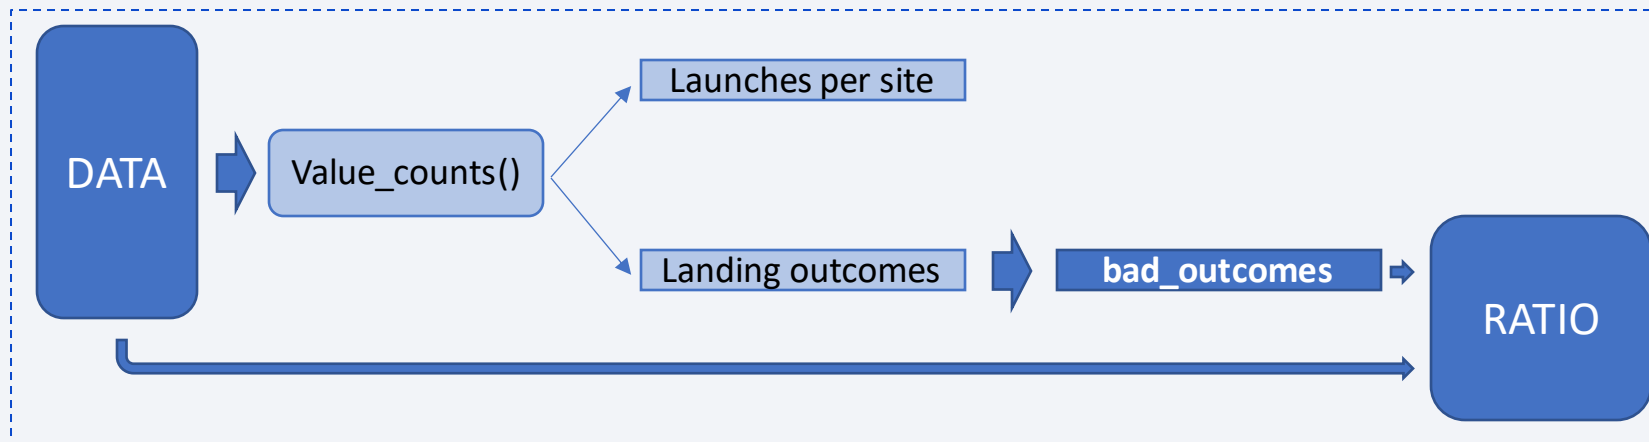 DATA
Value_counts()
Launches per site
Landing outcomes
bad_outcomes
RATIO